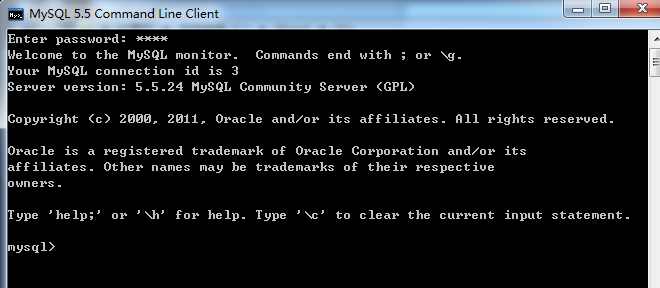 MySQL 5.5 Command Line Client
Enter password: ****
Welcome to the MySQL monitor.  Commands end with ; or \g.
Your MySQL connection id is 3
Server version: 5.5.24 MySQL Community Server (GPL)
Copyright (c) 2000, 2011, Oracle and/or its affiliates. All rights reserved.
Oracle is a registered trademark of Oracle Corporation and/or its
affiliates. Other names may be trademarks of their respective
owners.
Type 'help;' or '\h' for help. Type '\c' to clear the current input statement.
mysql>